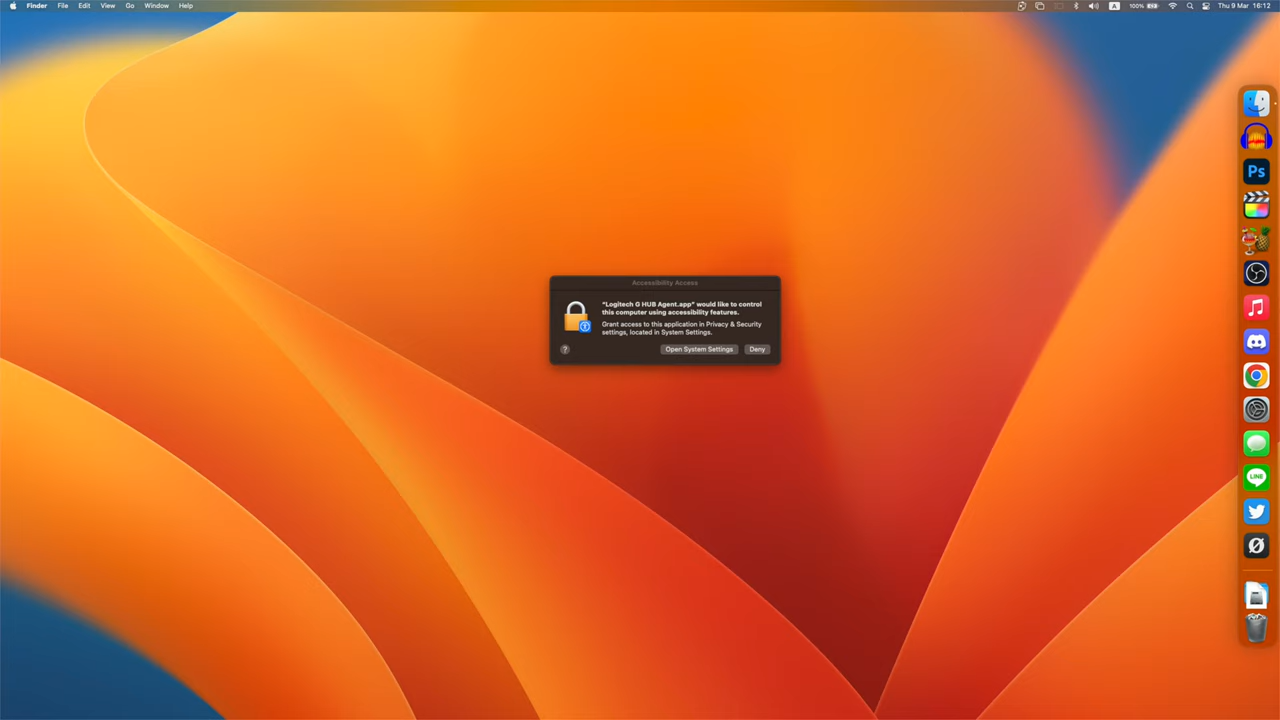 Finder File Edit View Go Window Help
A 100% Thu 9 Mar 16:12
Accessibility Access
"Logitech G HUB Agent.app" would like to control
this computer using accessibility features.
Grant access to this application in Privacy & Security
settings, located in System Settings.
? Open System Settings Deny
Ps
LINE